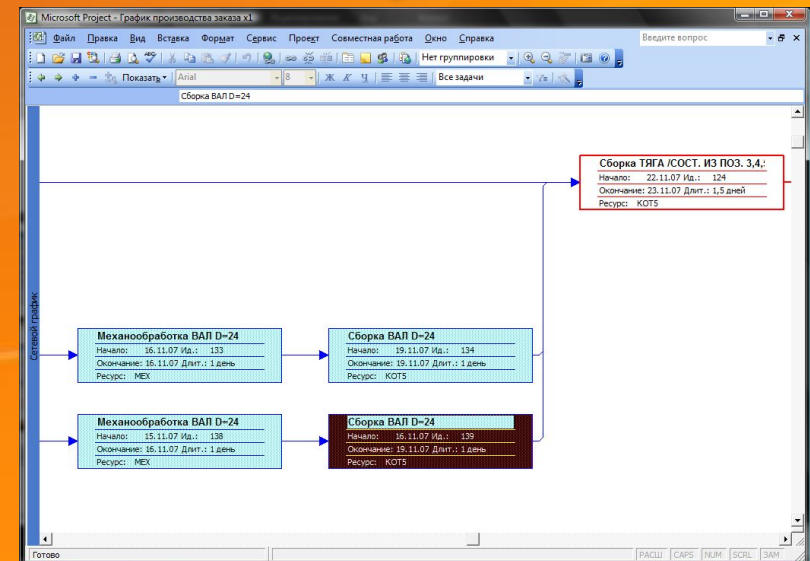 Microsoft Project - График производства заказа x1
Файл Правка Вид Вставка Формат Сервис Проект Совместная работа Окно Справка Введите вопрос
Нет группировки
Показать Arial 8 Ж К Ч Все задачи
Сборка ВАЛ D=24
Сборка ТЯГА /СОСТ. ИЗ ПОЗ. 3,4,
Начало: 22.11.07 Ид.: 124
Окончание: 23.11.07 Длит.: 1,5 дней
Ресурс: КОТ5
Сетевой график
Механообработка ВАЛ D=24
Начало: 16.11.07 Ид.: 133
Окончание: 16.11.07 Длит.: 1 день
Ресурс: МЕХ
Сборка ВАЛ D=24
Начало: 19.11.07 Ид.: 134
Окончание: 19.11.07 Длит.: 1 день
Ресурс: КОТ5
Механообработка ВАЛ D=24
Начало: 15.11.07 Ид.: 138
Окончание: 16.11.07 Длит.: 1 день
Ресурс: МЕХ
Сборка ВАЛ D=24
Начало: 16.11.07 Ид.: 139
Окончание: 19.11.07 Длит.: 1 день
Ресурс: КОТ5
Готово РАСШ CAPS NUM SCRL ЗАМ